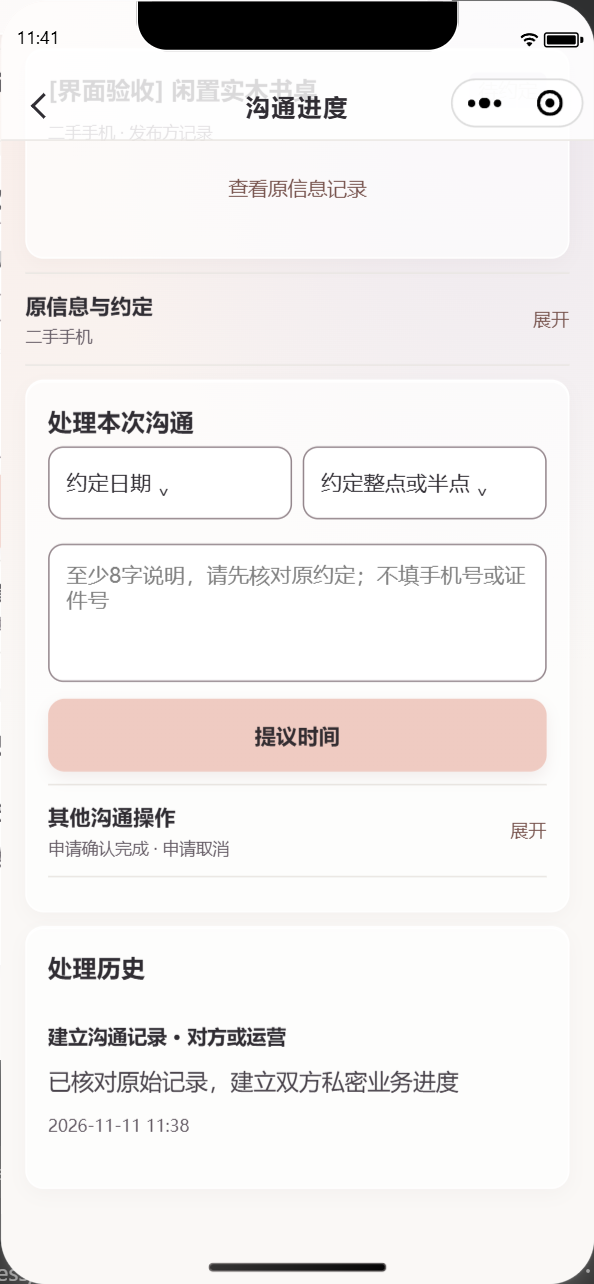 11:41
[界面验收] 闲置实木书桌
沟通进度
二手手机 · 发布方记录
查看原信息记录
原信息与约定
二手手机
展开
处理本次沟通
约定日期
约定整点或半点
至少8字说明，请先核对原约定；不填手机号或证
件号
提议时间
其他沟通操作
申请确认完成 · 申请取消
展开
处理历史
建立沟通记录 · 对方或运营
已核对原始记录，建立双方私密业务进度
2026-11-11 11:38